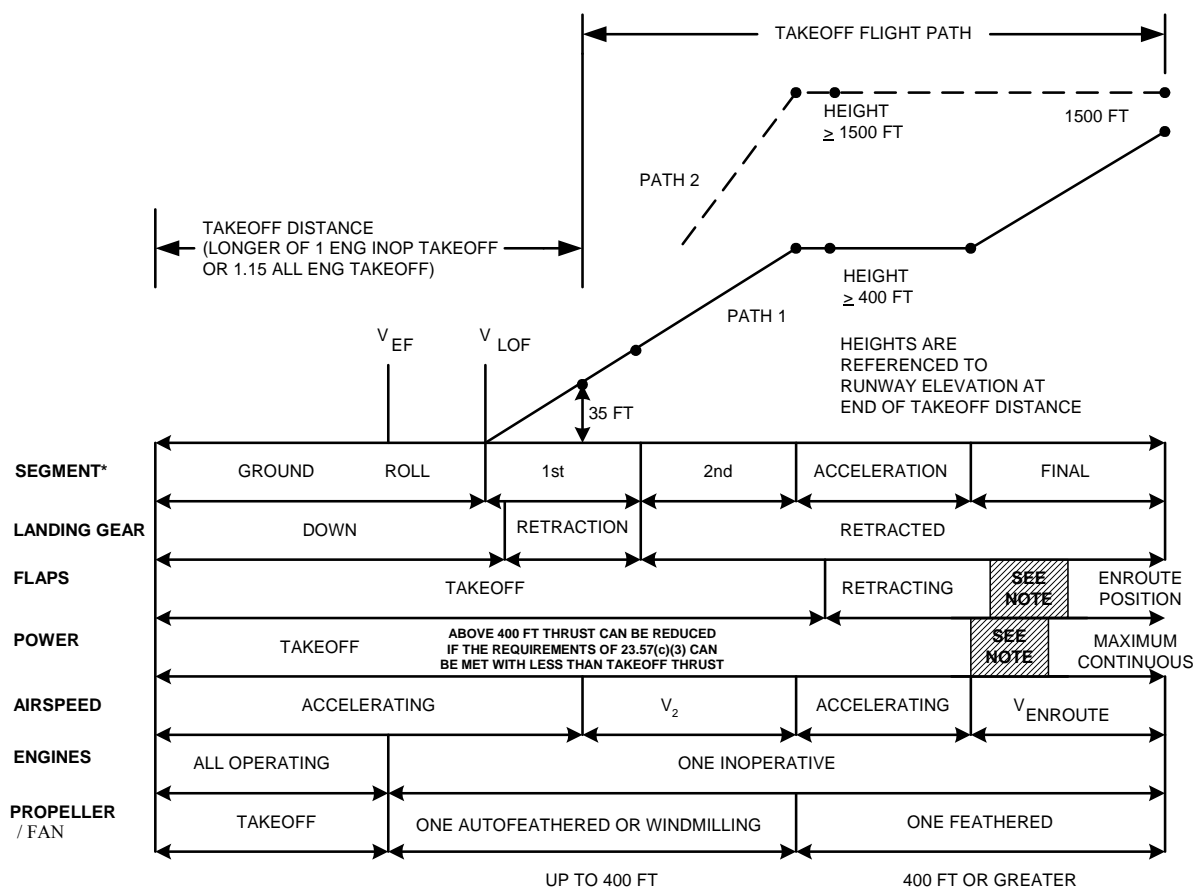 TAKEOFF FLIGHT PATH
HEIGHT
≥ 1500 FT
1500 FT
PATH 2
TAKEOFF DISTANCE
(LONGER OF 1 ENG INOP TAKEOFF
OR 1.15 ALL ENG TAKEOFF)
HEIGHT
≥ 400 FT
PATH 1
V EF
V LOF
HEIGHTS ARE
REFERENCED TO
RUNWAY ELEVATION AT
END OF TAKEOFF DISTANCE
35 FT
SEGMENT*
GROUND ROLL
1st
2nd
ACCELERATION
FINAL
LANDING GEAR
DOWN
RETRACTION
RETRACTED
FLAPS
TAKEOFF
RETRACTING
SEE
NOTE
ENROUTE
POSITION
POWER
TAKEOFF
ABOVE 400 FT THRUST CAN BE REDUCED
IF THE REQUIREMENTS OF 23.57(c)(3) CAN
BE MET WITH LESS THAN TAKEOFF THRUST
SEE
NOTE
MAXIMUM
CONTINUOUS
AIRSPEED
ACCELERATING
V2
ACCELERATING
VENROUTE
ENGINES
ALL OPERATING
ONE INOPERATIVE
PROPELLER
/ FAN
TAKEOFF
ONE AUTOFEATHERED OR WINDMILLING
ONE FEATHERED
UP TO 400 FT
400 FT OR GREATER